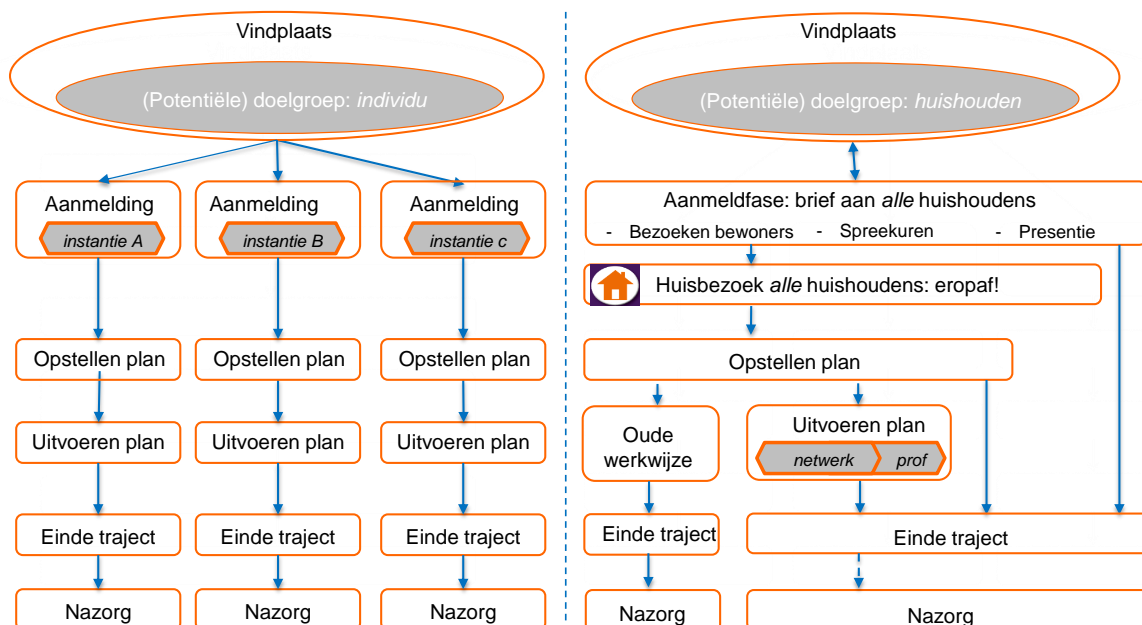 Vindplaats
(Potentiële) doelgroep: individu
Aanmelding
instantie A
Aanmelding
instantie B
Aanmelding
instantie c
Opstellen plan
Opstellen plan
Opstellen plan
Uitvoeren plan
Uitvoeren plan
Uitvoeren plan
Einde traject
Einde traject
Einde traject
Nazorg
Nazorg
Nazorg
Vindplaats
(Potentiële) doelgroep: huishouden
Aanmeldfase: brief aan alle huishoudens
- Bezoeken bewoners - Spreekuren - Presentie
Huisbezoek alle huishoudens: eropaf!
Opstellen plan
Oude
werkwijze
Uitvoeren plan
netwerk prof
Einde traject
Einde traject
Nazorg
Nazorg